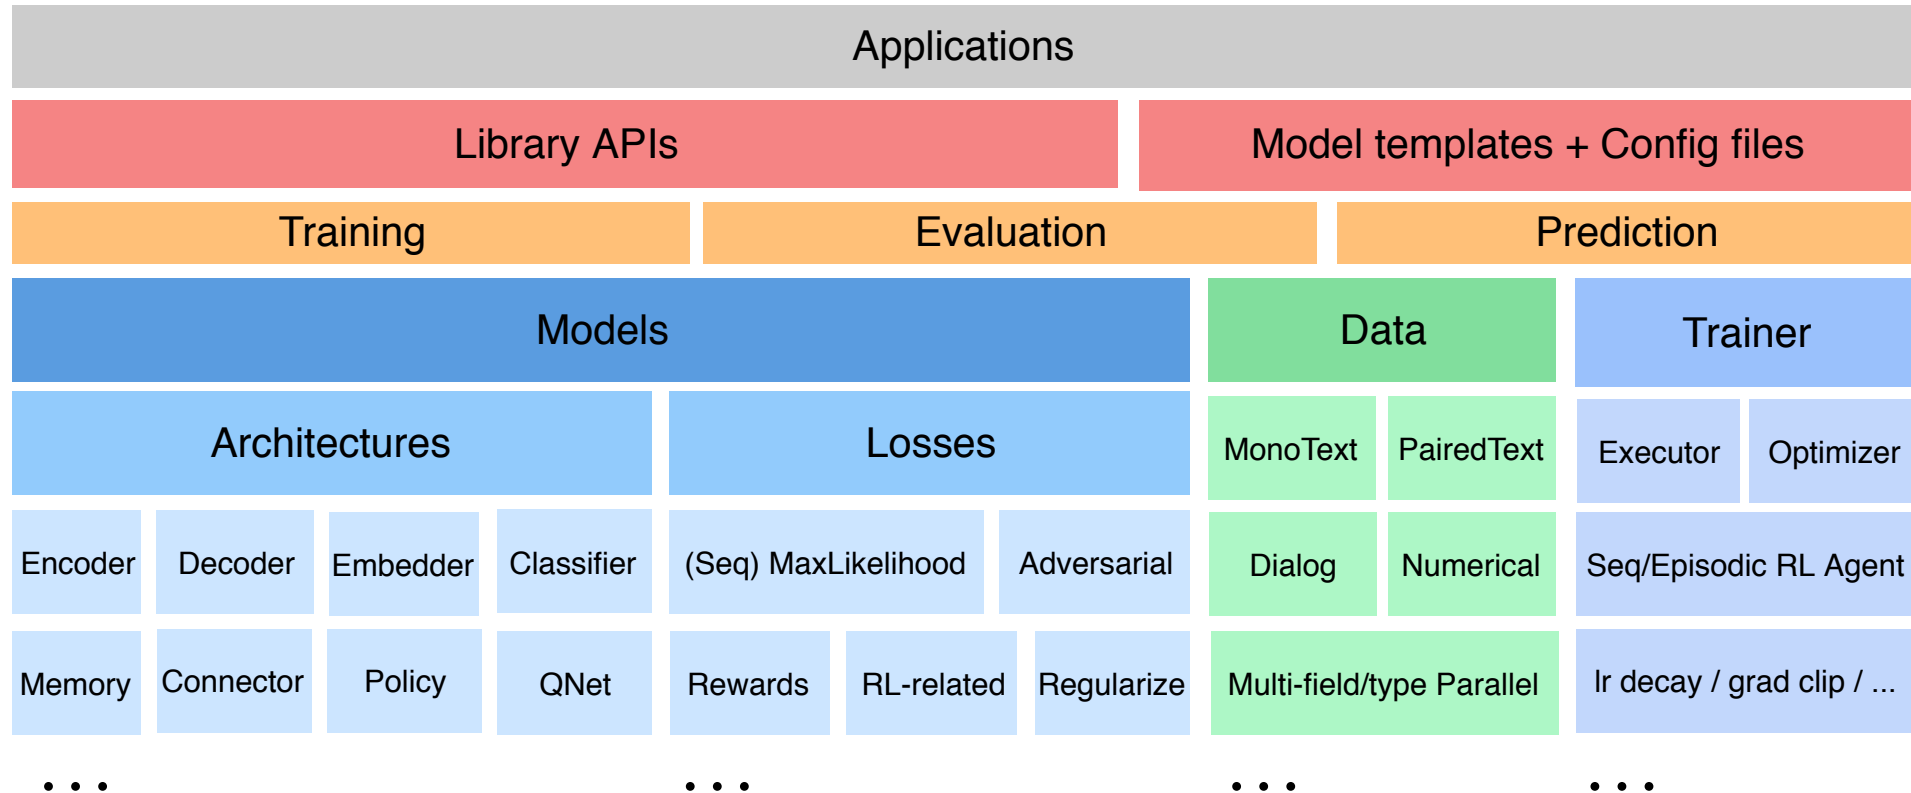 Applications
Library APIs
Model templates + Config files
Training
Evaluation
Prediction
Models
Data
Trainer
Architectures
Losses
MonoText
PairedText
Executor
Optimizer
Encoder
Decoder
Embedder
Classifier
(Seq) MaxLikelihood
Adversarial
Dialog
Numerical
Seq/Episodic RL Agent
Memory
Connector
Policy
QNet
Rewards
RL-related
Regularize
Multi-field/type Parallel
lr decay / grad clip / ...
...
...
...
...